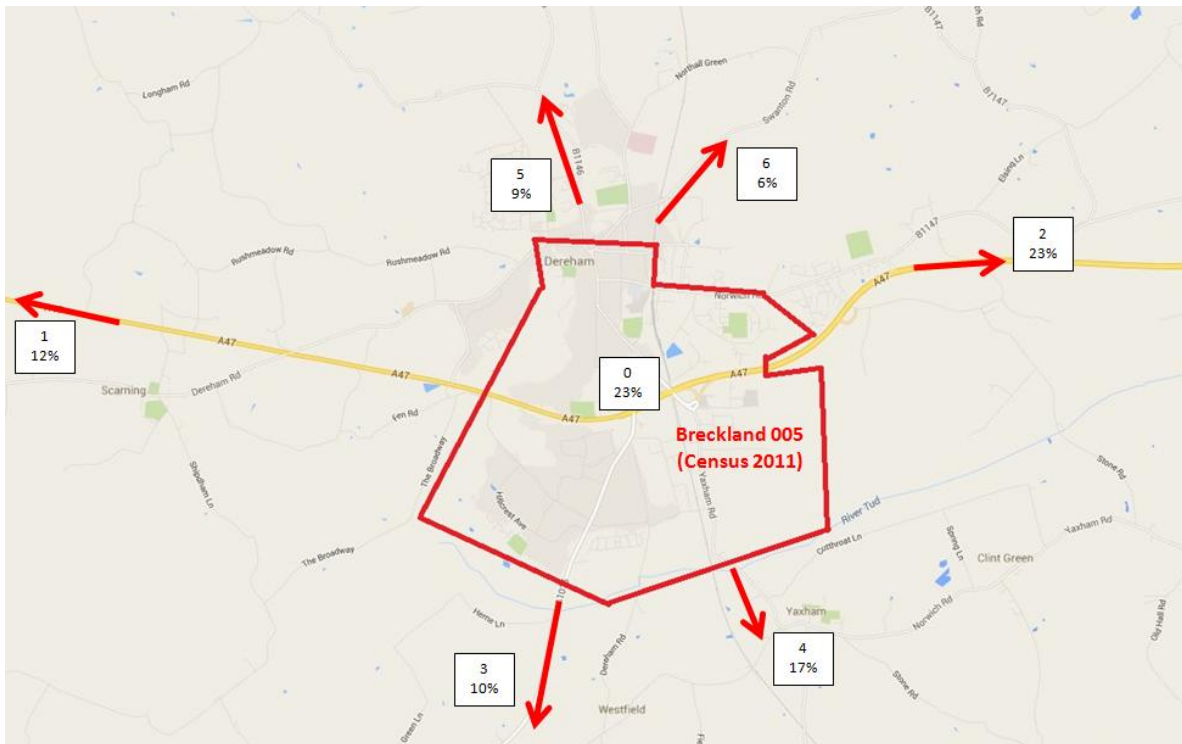 Longham Rd
Northall Green
Swanton Rd
B1147
B1146
Elsing Ln
5
9%
6
6%
B1147
2
23%
Rushmeadow Rd
Rushmeadow Rd
Dereham
A47
Norwich Rd
1
12%
A47
Scarning
Dereham Rd
A47
0
23%
A47
A47
Fen Rd
Breckland 005
(Census 2011)
The Broadway
Shipdham Ln
Hillcrest Ave
Yaxham Rd
Stone Rd
River Tud
Yaxham Rd
Cutthroat Ln
Spring Ln
Clint Green
The Broadway
Herne Ln
Yaxham
Norwich Rd
Old Hall Rd
Dereham Rd
4
17%
3
10%
Stone Rd
Westfield
Green Ln